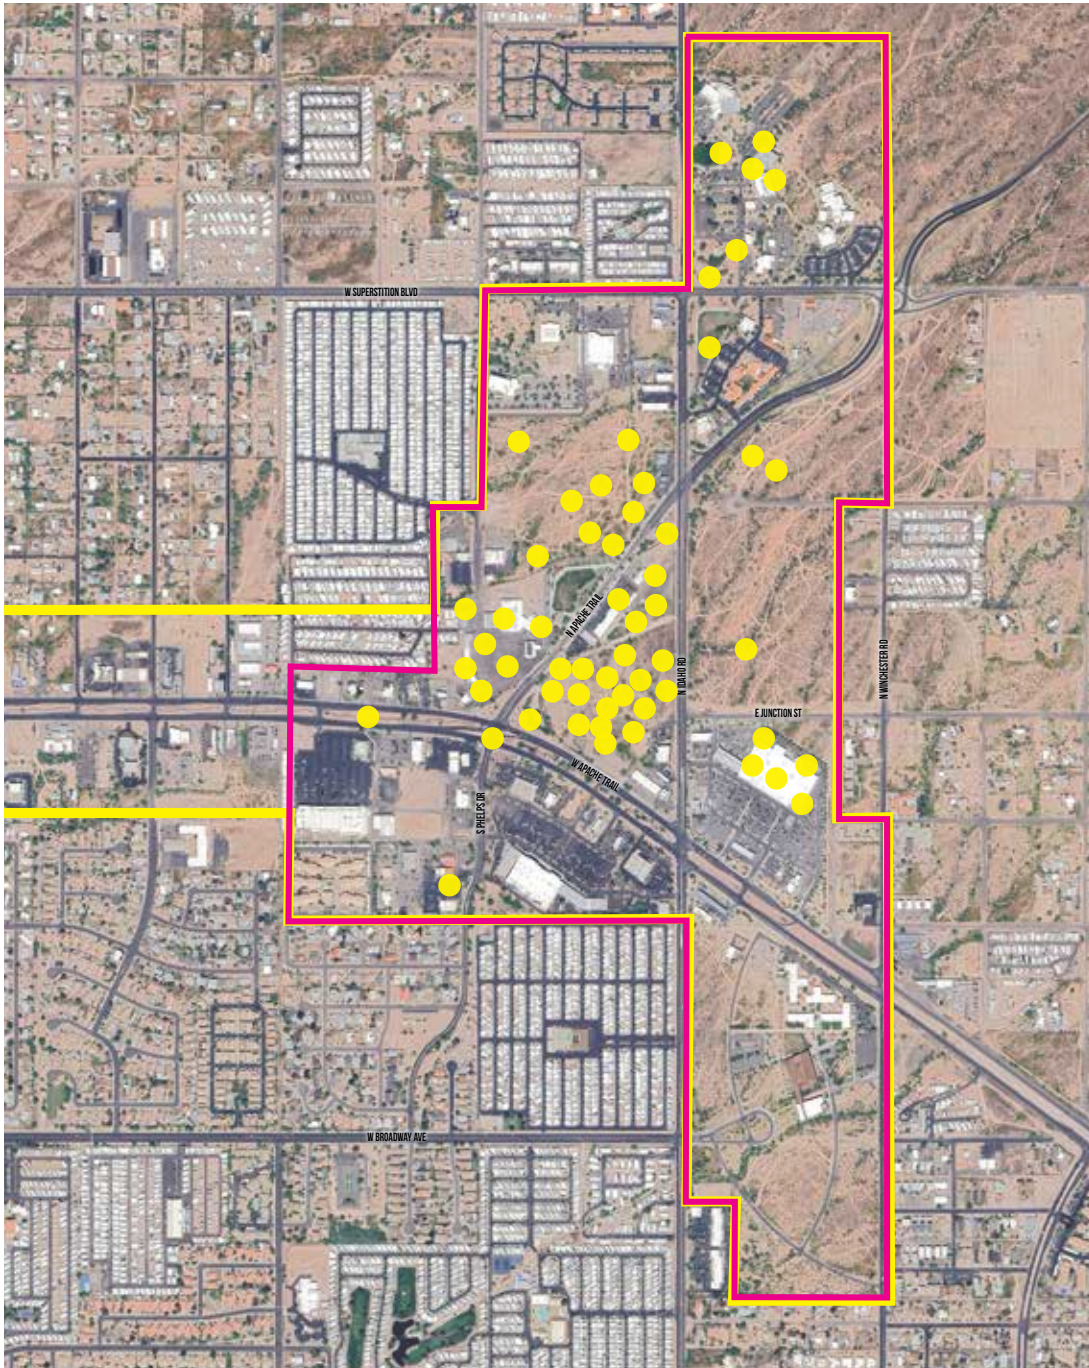 W SUPERSTITION BLVD
N APACHE TRAIL
N IDAHO RD
N WINCHESTER RD
E JUNCTION ST
W APACHE TRAIL
S PHELPS DR
W BROADWAY AVE